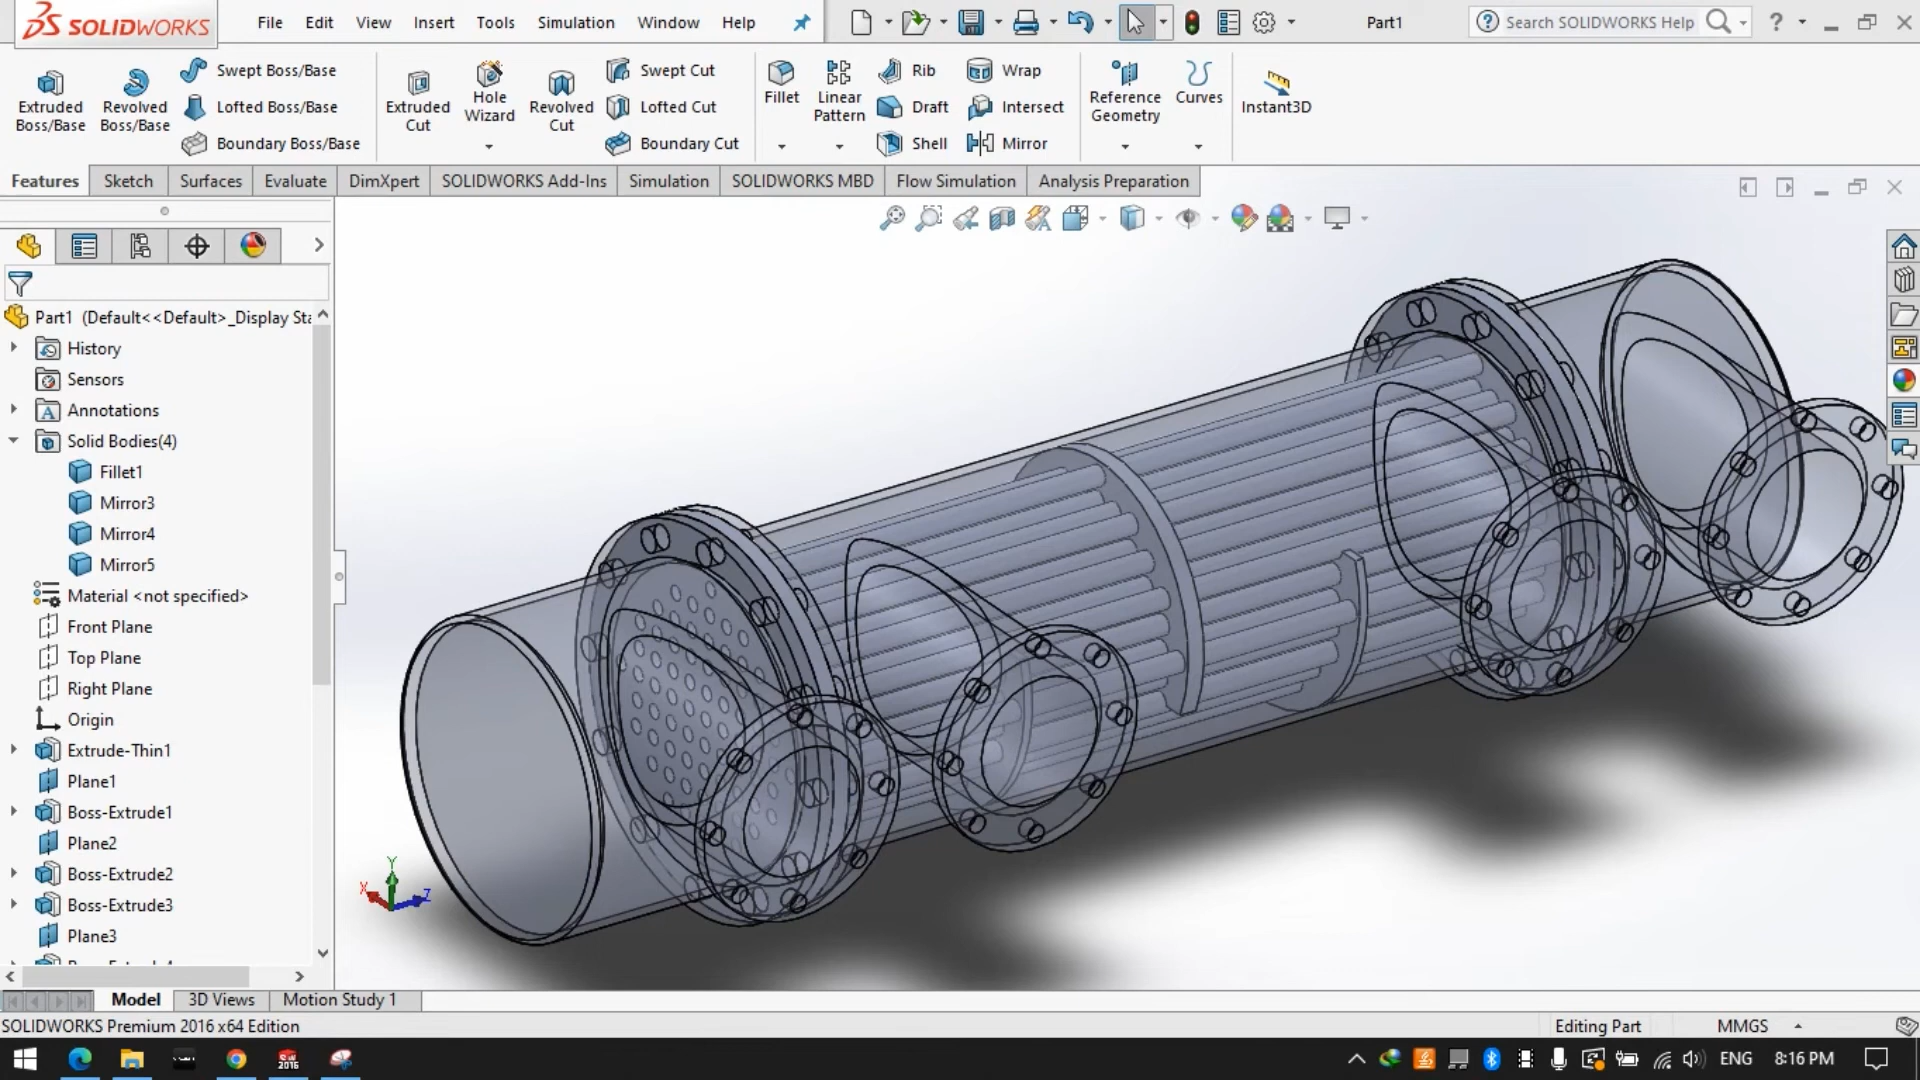 SOLIDWORKS File Edit View Insert Tools Simulation Window Help Part1 Search SOLIDWORKS Help ?
Extruded Boss/Base
Revolved Boss/Base
Swept Boss/Base
Lofted Boss/Base
Boundary Boss/Base
Extruded Cut
Hole Wizard
Revolved Cut
Swept Cut
Lofted Cut
Boundary Cut
Fillet
Linear Pattern
Rib
Draft
Shell
Wrap
Intersect
Mirror
Reference Geometry
Curves
Instant3D
Features Sketch Surfaces Evaluate DimXpert SOLIDWORKS Add-Ins Simulation SOLIDWORKS MBD Flow Simulation Analysis Preparation
Part1 (Default<<Default>_Display Sta
History
Sensors
Annotations
Solid Bodies(4)
Fillet1
Mirror3
Mirror4
Mirror5
Material <not specified>
Front Plane
Top Plane
Right Plane
Origin
Extrude-Thin1
Plane1
Boss-Extrude1
Plane2
Boss-Extrude2
Boss-Extrude3
Plane3
Y
X
Z
Model 3D Views Motion Study 1
SOLIDWORKS Premium 2016 x64 Edition Editing Part MMGS
2016 ENG 8:16 PM